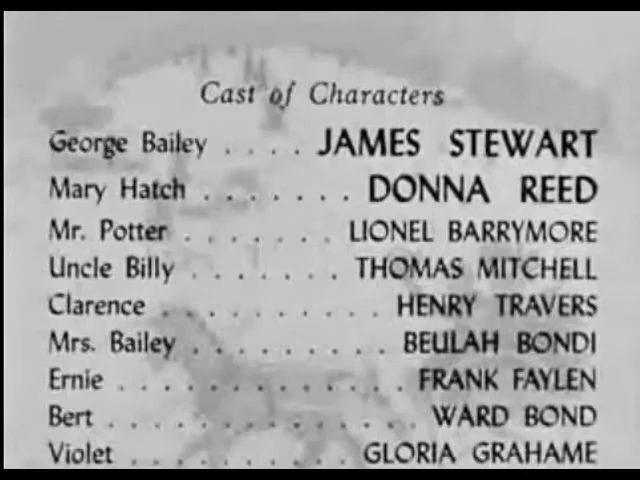 Cast of Characters
George Bailey . . . . JAMES STEWART
Mary Hatch . . . . . . . DONNA REED
Mr. Potter . . . . . . . LIONEL BARRYMORE
Uncle Billy . . . . . . . THOMAS MITCHELL
Clarence . . . . . . . . . . HENRY TRAVERS
Mrs. Bailey . . . . . . . . . BEULAH BONDI
Ernie . . . . . . . . . . . . . FRANK FAYLEN
Bert . . . . . . . . . . . . . . WARD BOND
Violet . . . . . . . . . . GLORIA GRAHAME